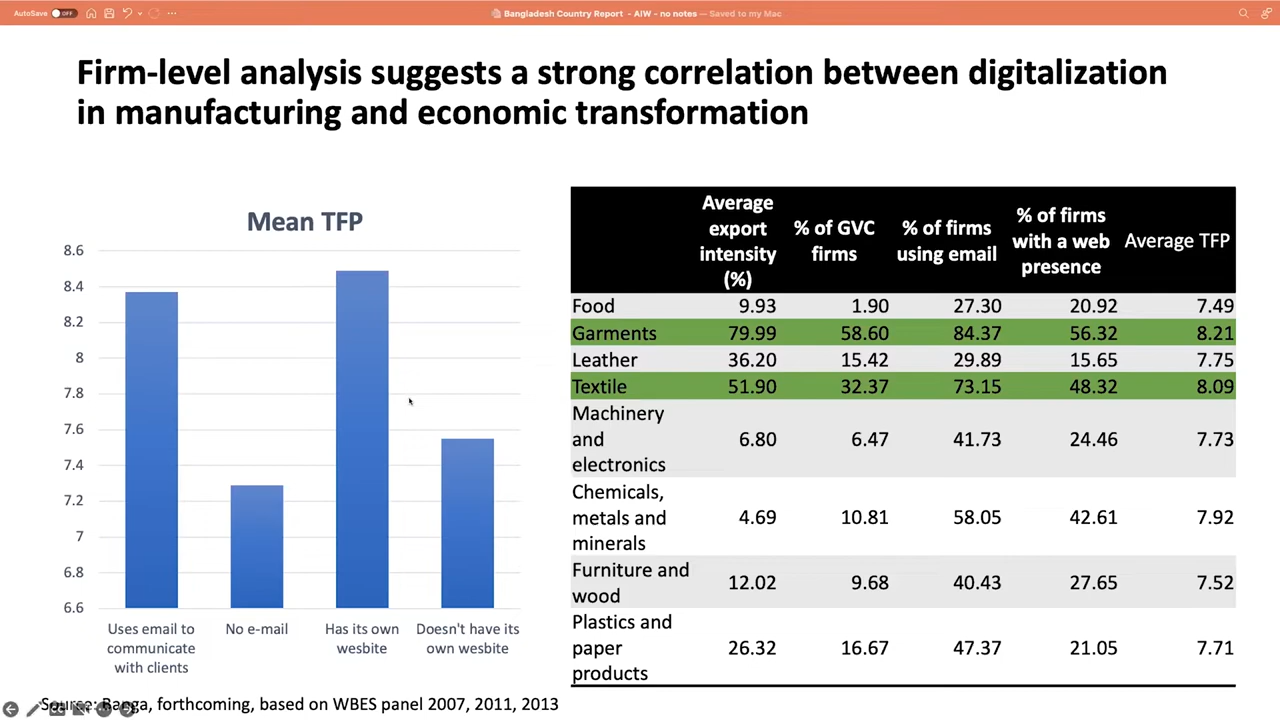 AutoSave OFF
Bangladesh Country Report - AIW - no notes — Saved to my Mac
Firm-level analysis suggests a strong correlation between digitalization
in manufacturing and economic transformation
Mean TFP
8.6
8.4
8.2
8
7.8
7.6
7.4
7.2
7
6.8
6.6
Uses email to
communicate
with clients
No e-mail
Has its own
wesbite
Doesn't have its
own wesbite
Average
export
intensity
(%)
% of GVC
firms
% of firms
using email
% of firms
with a web
presence
Average TFP
Food 9.93 1.90 27.30 20.92 7.49
Garments 79.99 58.60 84.37 56.32 8.21
Leather 36.20 15.42 29.89 15.65 7.75
Textile 51.90 32.37 73.15 48.32 8.09
Machinery
and
electronics
6.80 6.47 41.73 24.46 7.73
Chemicals,
metals and
minerals
4.69 10.81 58.05 42.61 7.92
Furniture and
wood
12.02 9.68 40.43 27.65 7.52
Plastics and
paper
products
26.32 16.67 47.37 21.05 7.71
Source: Banga, forthcoming, based on WBES panel 2007, 2011, 2013